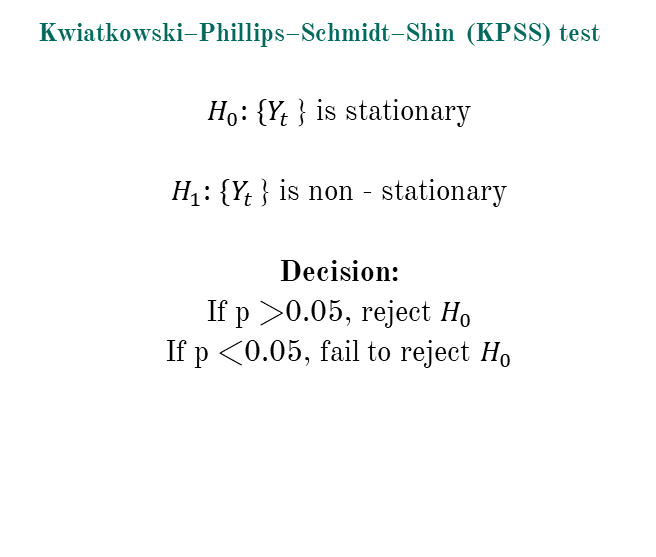 Kwiatkowski–Phillips–Schmidt–Shin (KPSS) test
H₀: {Yₜ } is stationary
H₁: {Yₜ } is non - stationary
Decision:
If p >0.05, reject H₀
If p <0.05, fail to reject H₀